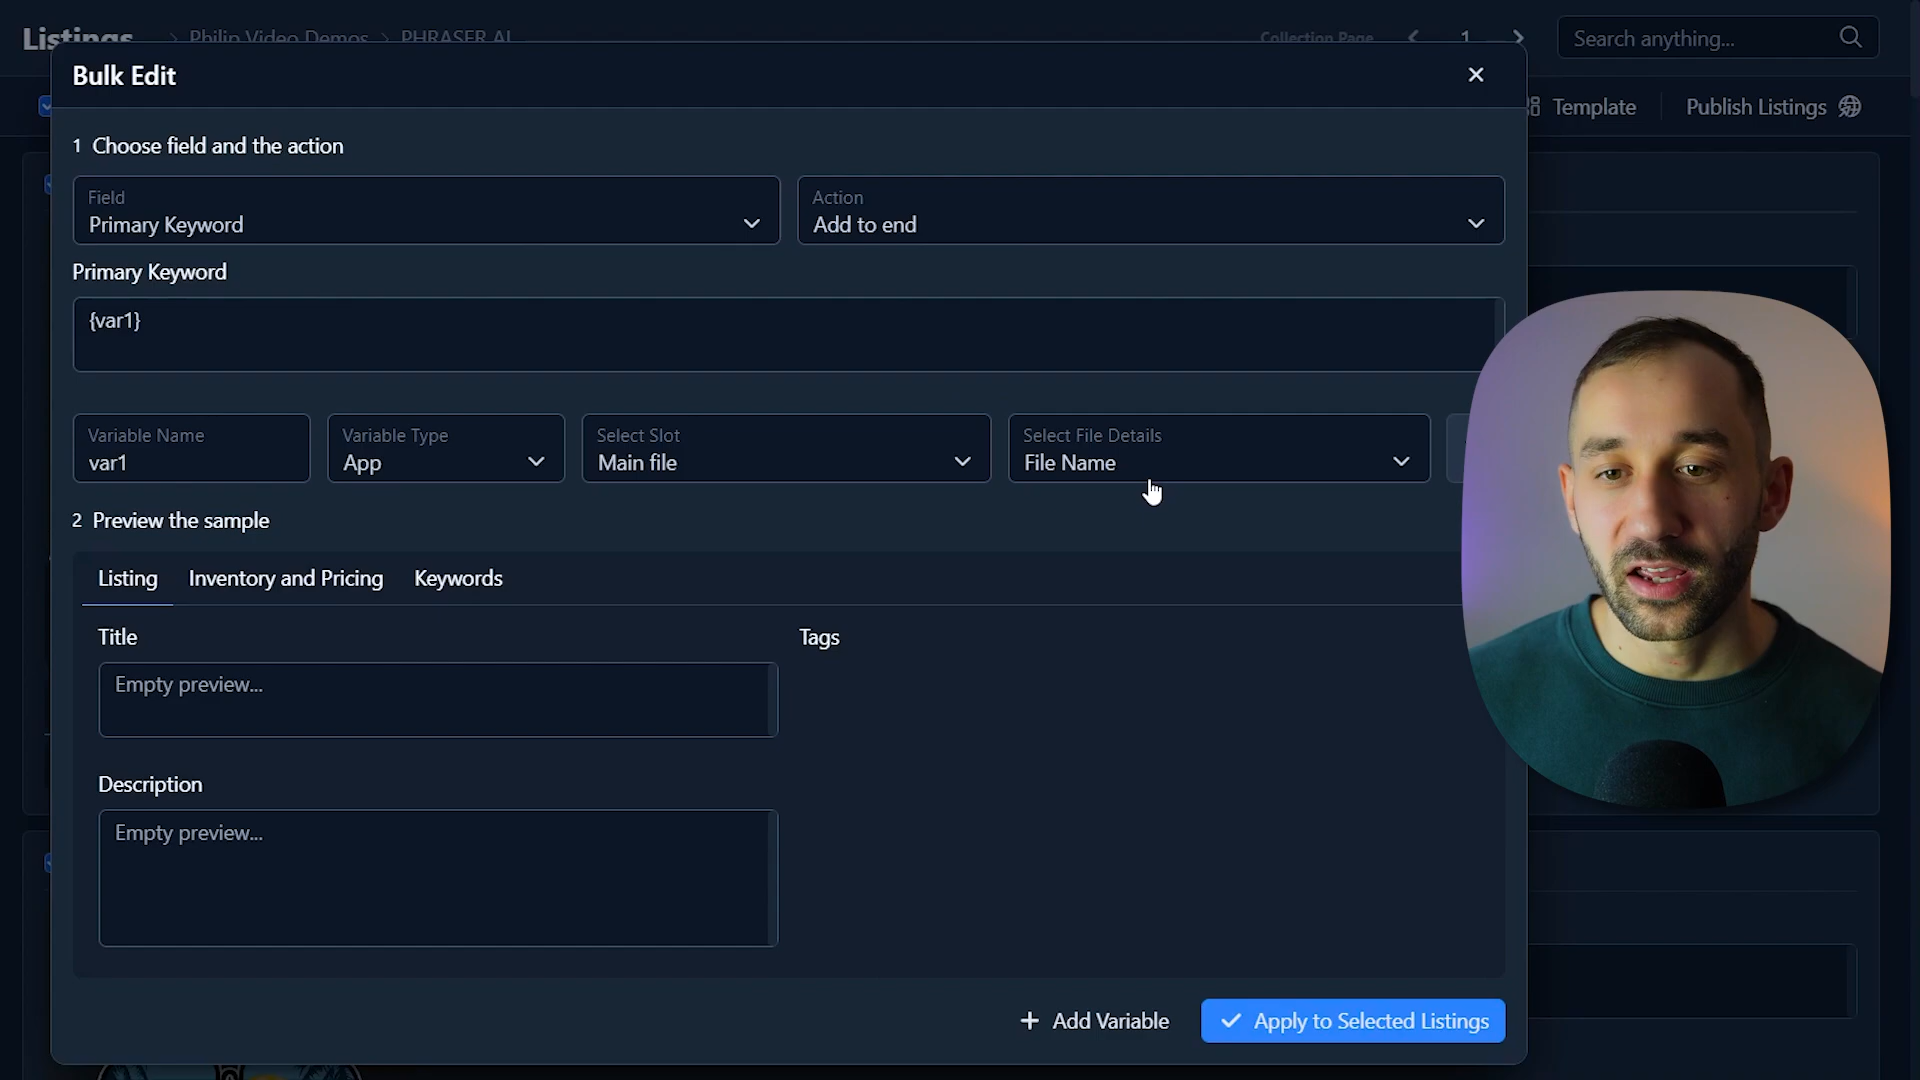 Listings > Philip Video Demos > PHRASER AI
Collection Page < 1 >
Search anything...
Bulk Edit
Template
Publish Listings
1 Choose field and the action
Field
Primary Keyword
Action
Add to end
Primary Keyword
{var1}
Variable Name
var1
Variable Type
App
Select Slot
Main file
Select File Details
File Name
2 Preview the sample
Listing
Inventory and Pricing
Keywords
Title
Tags
Empty preview...
Description
Empty preview...
+ Add Variable
Apply to Selected Listings